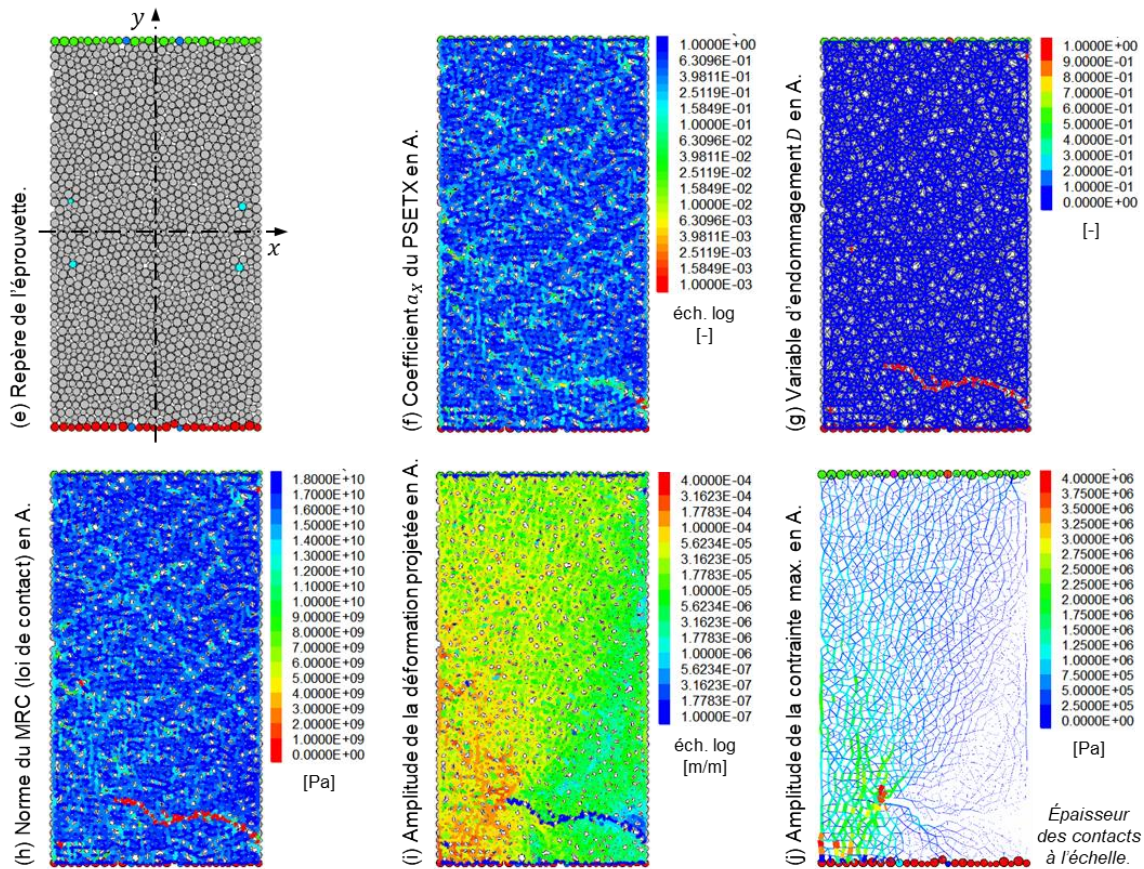 (e) Repère de l'éprouvette.
y
x
(f) Coefficient αX du PSETX en A.
1.0000E+00
6.3096E-01
3.9811E-01
2.5119E-01
1.5849E-01
1.0000E-01
6.3096E-02
3.9811E-02
2.5119E-02
1.5849E-02
1.0000E-02
6.3096E-03
3.9811E-03
2.5119E-03
1.5849E-03
1.0000E-03
éch. log
[-]
(g) Variable d'endommagement D en A.
1.0000E+00
9.0000E-01
8.0000E-01
7.0000E-01
6.0000E-01
5.0000E-01
4.0000E-01
3.0000E-01
2.0000E-01
1.0000E-01
0.0000E+00
[-]
(h) Norme du MRC (loi de contact) en A.
1.8000E+10
1.7000E+10
1.6000E+10
1.5000E+10
1.4000E+10
1.3000E+10
1.2000E+10
1.1000E+10
1.0000E+10
9.0000E+09
8.0000E+09
7.0000E+09
6.0000E+09
5.0000E+09
4.0000E+09
3.0000E+09
2.0000E+09
1.0000E+09
0.0000E+00
[Pa]
(i) Amplitude de la déformation projetée en A.
4.0000E-04
3.1623E-04
1.7783E-04
1.0000E-04
5.6234E-05
3.1623E-05
1.7783E-05
1.0000E-05
5.6234E-06
3.1623E-06
1.7783E-06
1.0000E-06
5.6234E-07
3.1623E-07
1.7783E-07
1.0000E-07
éch. log
[m/m]
(j) Amplitude de la contrainte max. en A.
4.0000E+06
3.7500E+06
3.5000E+06
3.2500E+06
3.0000E+06
2.7500E+06
2.5000E+06
2.2500E+06
2.0000E+06
1.7500E+06
1.5000E+06
1.2500E+06
1.0000E+06
7.5000E+05
5.0000E+05
2.5000E+05
0.0000E+00
[Pa]
Épaisseur
des contacts
à l'échelle.